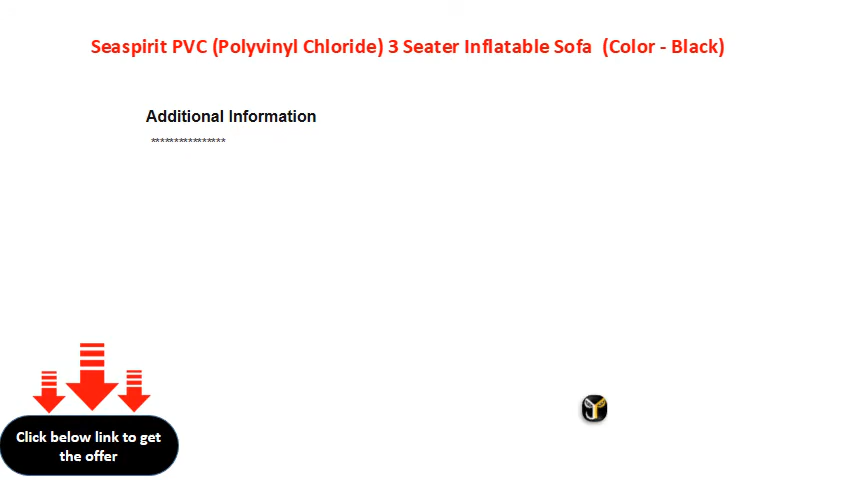 Seaspirit PVC (Polyvinyl Chloride) 3 Seater Inflatable Sofa  (Color - Black)
Additional Information
****************
Click below link to get
the offer